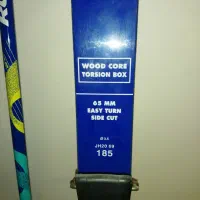 WOOD CORE
TORSION BOX
65 MM
EASY TURN
SIDE CUT
185